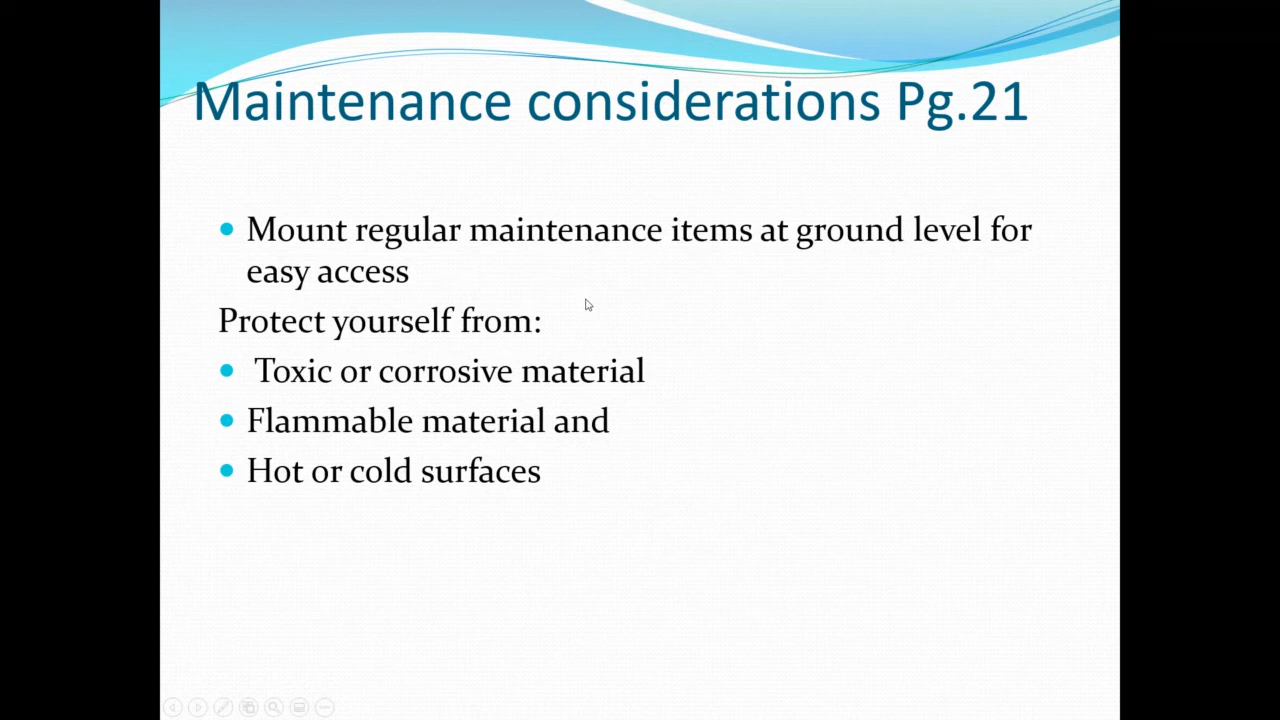 Maintenance considerations Pg.21
Mount regular maintenance items at ground level for
easy access
Protect yourself from:
Toxic or corrosive material
Flammable material and
Hot or cold surfaces